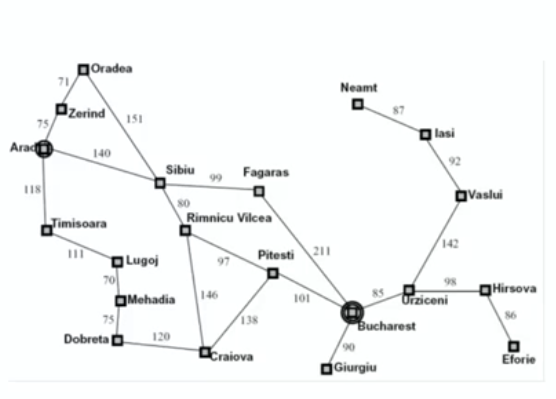 71
Oradea
Neamt
87
Zerind
75
151
Iasi
Arad
140
92
Sibiu
Fagaras
99
118
80
Vaslui
Timisoara
Rimnicu Vilcea
111
Lugoj
97
Pitesti
211
142
70
146
98
Hirsova
Mehadia
101
85
Urziceni
75
138
86
Bucharest
Dobreta
120
90
Craiova
Giurgiu
Eforie